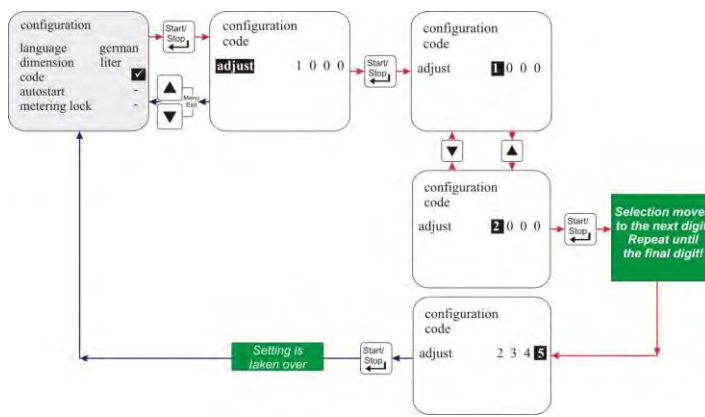 configuration
language german
dimension liter
code
autostart -
metering lock -
Start/
Stop
Menu
Exit
configuration
code
adjust 1 0 0 0
Start/
Stop
configuration
code
adjust 1 0 0 0
configuration
code
adjust 2 0 0 0
Start/
Stop
Selection move
to the next digit
Repeat until
the final digit!
configuration
code
adjust 2 3 4 5
Start/
Stop
Setting is
taken over